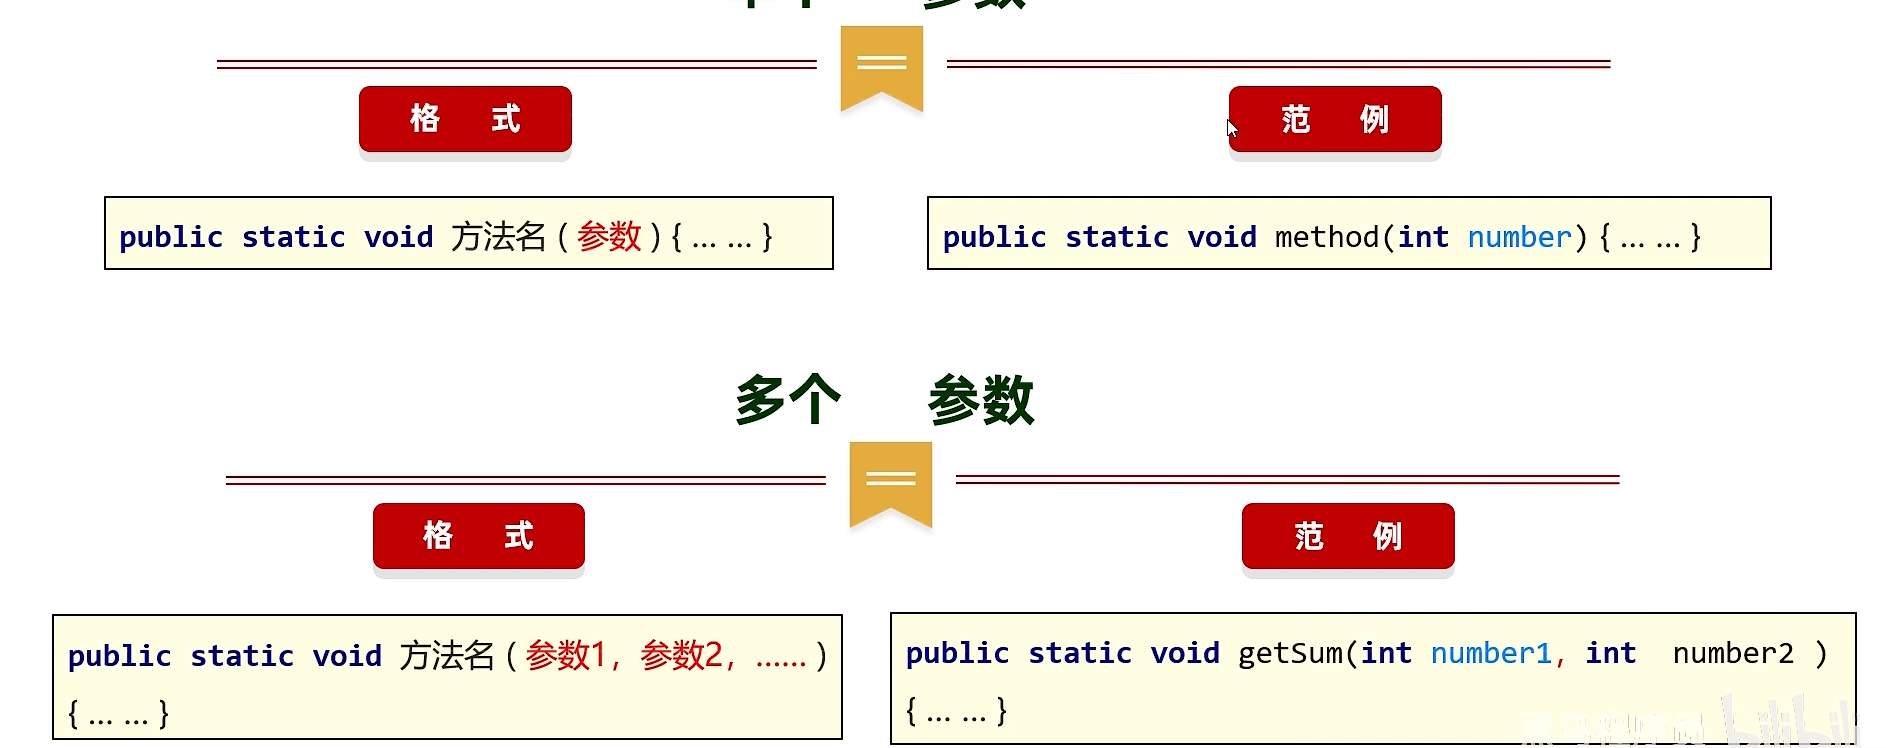 参数
格 式
范 例
public static void 方法名 ( 参数 ) { ... ... }
public static void method(int number) { ... ... }
多个 参数
格 式
范 例
public static void 方法名 ( 参数1, 参数2, ...... )
{ ... ... }
public static void getSum(int number1, int number2 )
{ ... ... }
bilibili